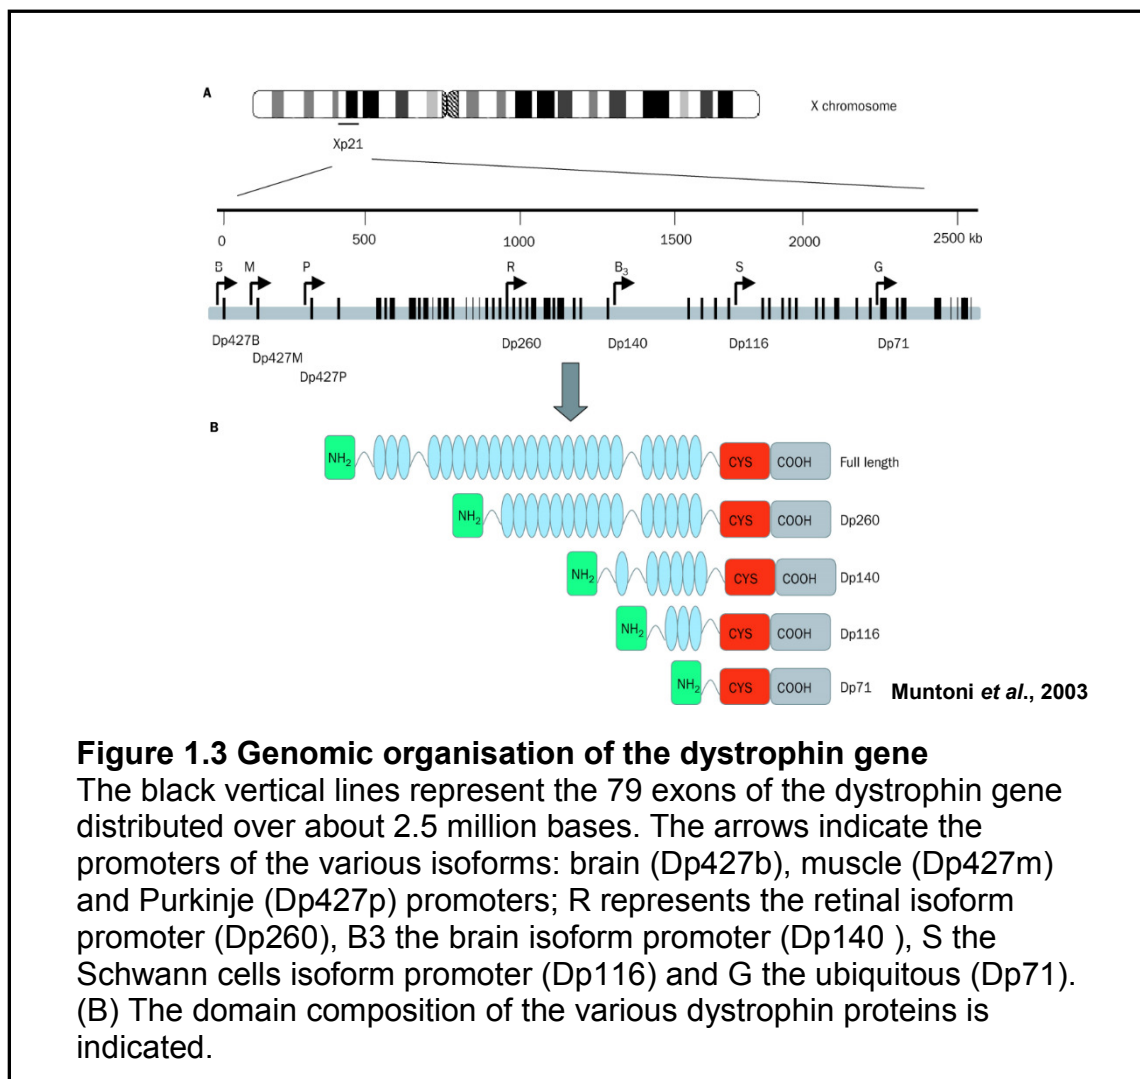 A
X chromosome
Xp21
0 500 1000 1500 2000 2500 kb
B M P R B3 S G
Dp427B Dp260 Dp140 Dp116 Dp71
Dp427M
Dp427P
B
NH2 CYS COOH Full length
NH2 CYS COOH Dp260
NH2 CYS COOH Dp140
NH2 CYS COOH Dp116
NH2 CYS COOH Dp71 Muntoni et al., 2003
Figure 1.3 Genomic organisation of the dystrophin gene
The black vertical lines represent the 79 exons of the dystrophin gene
distributed over about 2.5 million bases. The arrows indicate the
promoters of the various isoforms: brain (Dp427b), muscle (Dp427m)
and Purkinje (Dp427p) promoters; R represents the retinal isoform
promoter (Dp260), B3 the brain isoform promoter (Dp140 ), S the
Schwann cells isoform promoter (Dp116) and G the ubiquitous (Dp71).
(B) The domain composition of the various dystrophin proteins is
indicated.